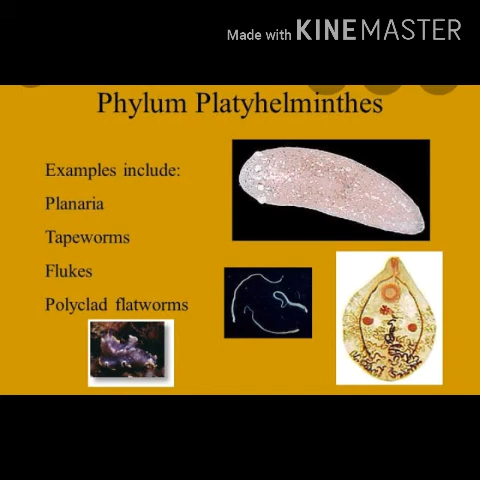 Made with KINEMASTER
Phylum Platyhelminthes
Examples include:
Planaria
Tapeworms
Flukes
Polyclad flatworms